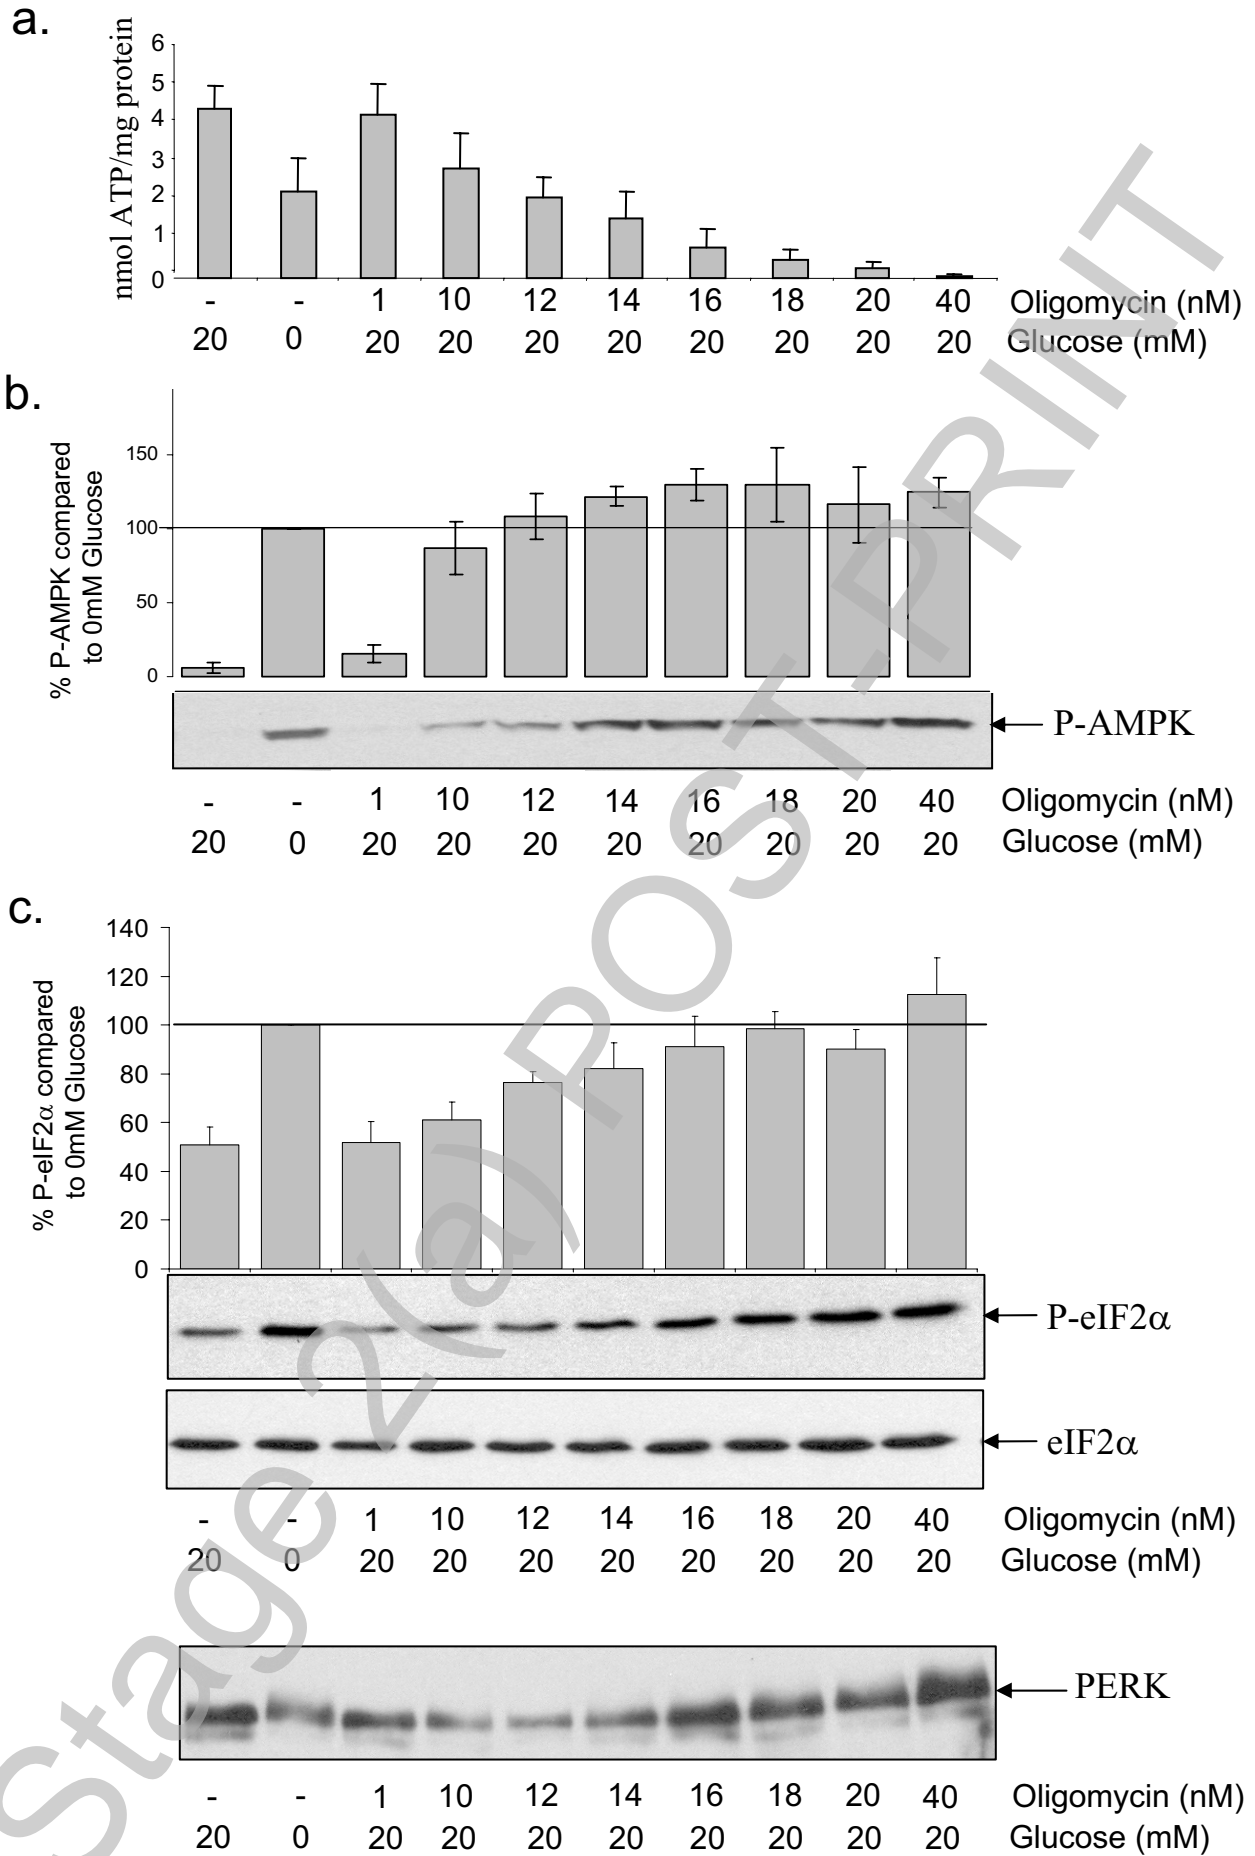 a.
nmol ATP/mg protein
6
5
4
3
2
1
0
- - 1 10 12 14 16 18 20 40 Oligomycin (nM)
20 0 20 20 20 20 20 20 20 20 Glucose (mM)
b.
% P-AMPK compared
to 0mM Glucose
150
100
50
0
P-AMPK
- - 1 10 12 14 16 18 20 40 Oligomycin (nM)
20 0 20 20 20 20 20 20 20 20 Glucose (mM)
c.
% P-eIF2α compared
to 0mM Glucose
140
120
100
80
60
40
20
0
P-eIF2α
eIF2α
- - 1 10 12 14 16 18 20 40 Oligomycin (nM)
20 0 20 20 20 20 20 20 20 20 Glucose (mM)
PERK
- - 1 10 12 14 16 18 20 40 Oligomycin (nM)
20 0 20 20 20 20 20 20 20 20 Glucose (mM)
Stage 2(a) POST-PRINT